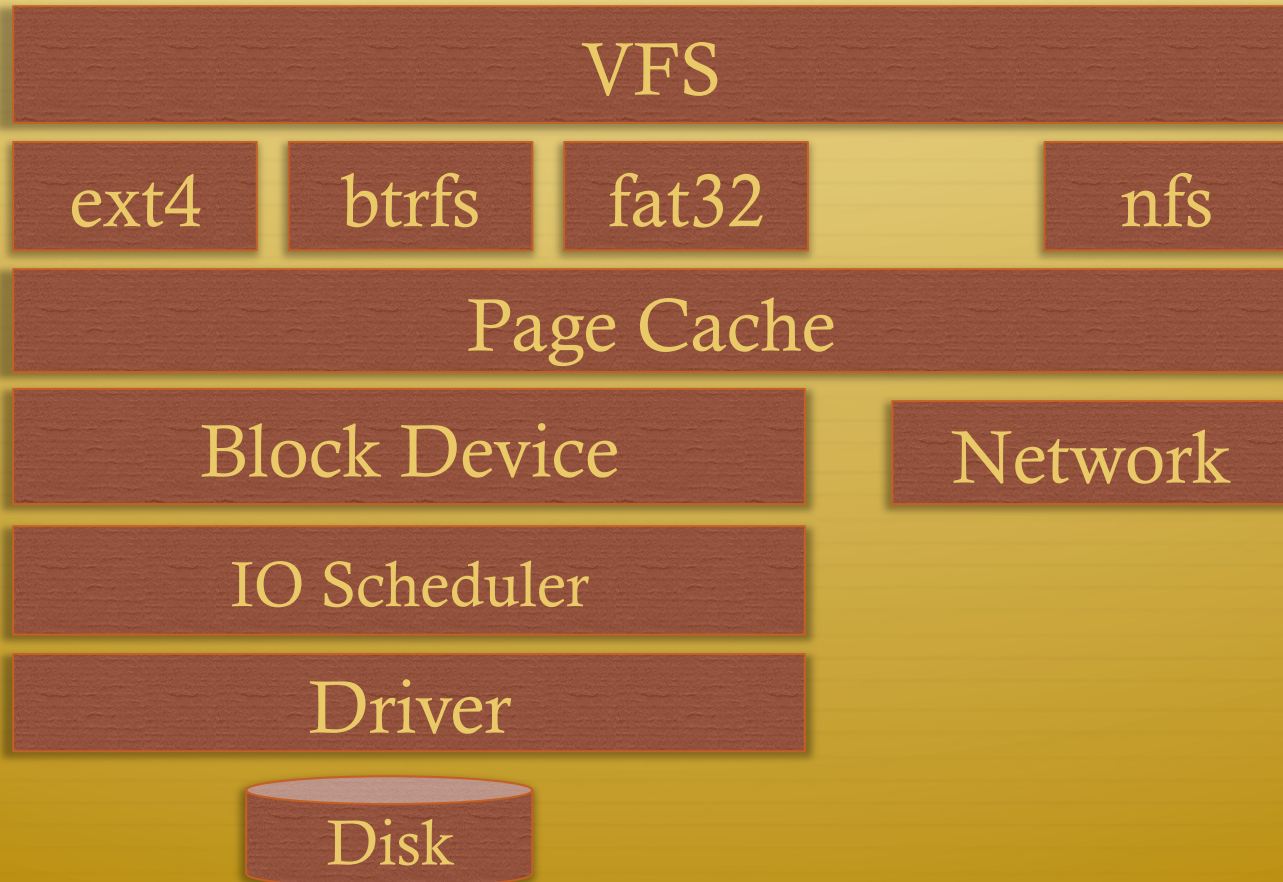 VFS
ext4 btrfs fat32 nfs
Page Cache
Block Device Network
IO Scheduler
Driver
Disk